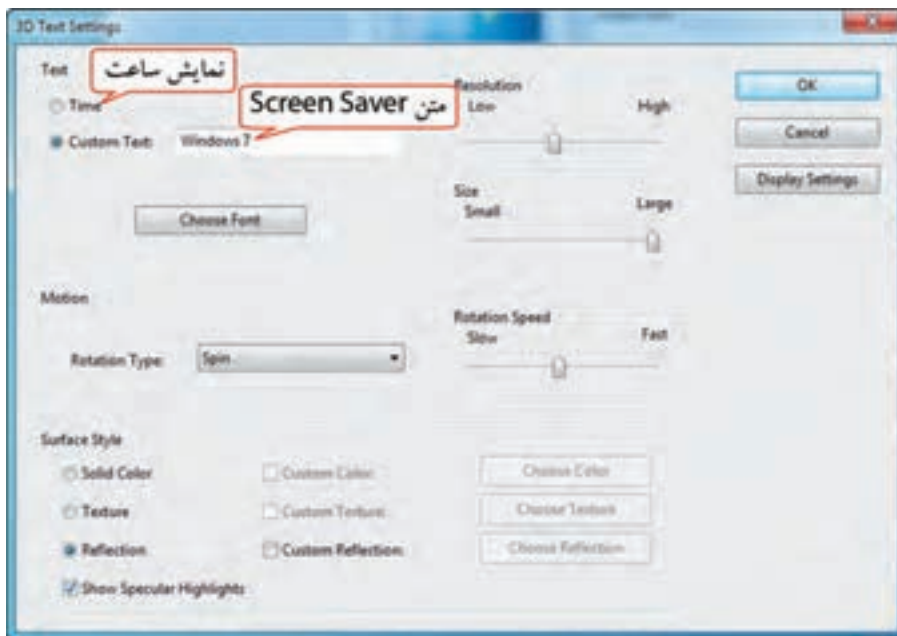 3D Text Settings
Text
نمایش ساعت
Time
متن Screen Saver
Custom Text:
Windows 7
Choose Font
Resolution
Low
High
Size
Small
Large
Motion
Rotation Type:
Spin
Rotation Speed
Slow
Fast
Surface Style
Solid Color
Custom Color:
Choose Color
Texture
Custom Texture:
Choose Texture
Reflection
Custom Reflection:
Choose Reflection
Show Specular Highlights
OK
Cancel
Display Settings